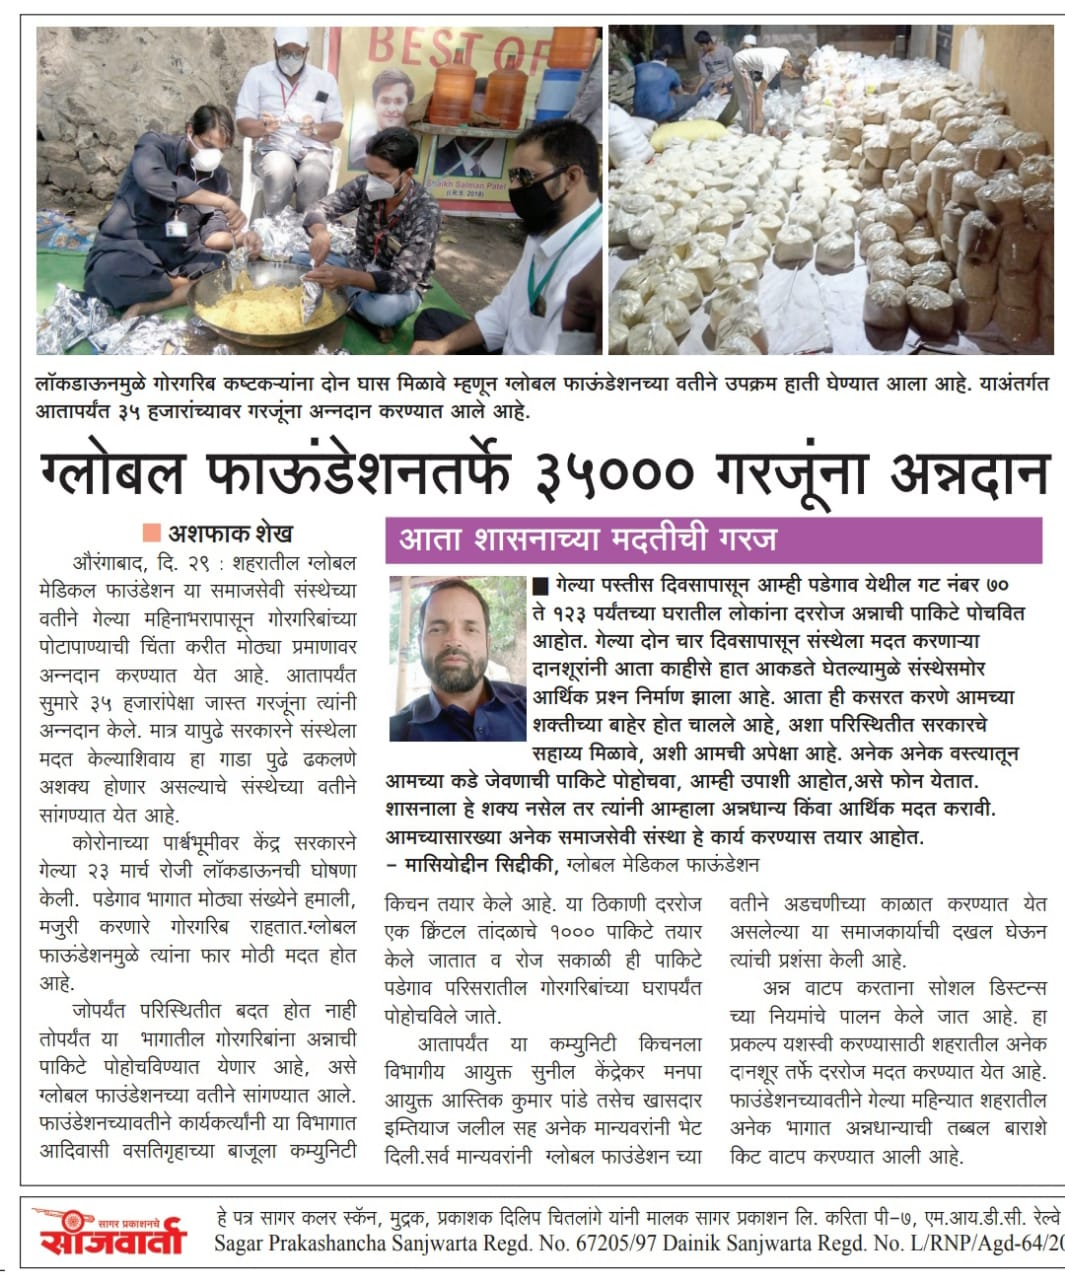 BEST OF
Shaikh Salman Patel
(I.R.S. 2018)
लॉकडाऊनमुळे गोरगरिब कष्टकऱ्यांना दोन घास मिळावे म्हणून ग्लोबल फाऊंडेशनच्या वतीने उपक्रम हाती घेण्यात आला आहे. याअंतर्गत
आतापर्यंत ३५ हजारांच्यावर गरजूंना अन्नदान करण्यात आले आहे.
ग्लोबल फाऊंडेशनतर्फे ३५००० गरजूंना अन्नदान
अशफाक शेख
औरंगाबाद, दि. २९ : शहरातील ग्लोबल
मेडिकल फाउंडेशन या समाजसेवी संस्थेच्या
वतीने गेल्या महिनाभरापासून गोरगरिबांच्या
पोटापाण्याची चिंता करीत मोठ्या प्रमाणावर
अन्नदान करण्यात येत आहे. आतापर्यंत
सुमारे ३५ हजारांपेक्षा जास्त गरजूंना त्यांनी
अन्नदान केले. मात्र यापुढे सरकारने संस्थेला
मदत केल्याशिवाय हा गाडा पुढे ढकलणे
अशक्य होणार असल्याचे संस्थेच्या वतीने
सांगण्यात येत आहे.
कोरोनाच्या पार्श्वभूमीवर केंद्र सरकारने
गेल्या २३ मार्च रोजी लॉकडाऊनची घोषणा
केली. पडेगाव भागात मोठ्या संख्येने हमाली,
मजुरी करणारे गोरगरिब राहतात.ग्लोबल
फाऊंडेशनमुळे त्यांना फार मोठी मदत होत
आहे.
जोपर्यंत परिस्थितीत बदत होत नाही
तोपर्यंत या भागातील गोरगरिबांना अन्नाची
पाकिटे पोहोचविण्यात येणार आहे, असे
ग्लोबल फाउंडेशनच्या वतीने सांगण्यात आले.
फाउंडेशनच्यावतीने कार्यकर्त्यांनी या विभागात
आदिवासी वसतिगृहाच्या बाजूला कम्युनिटी
आता शासनाच्या मदतीची गरज
गेल्या पस्तीस दिवसापासून आम्ही पडेगाव येथील गट नंबर ७०
ते १२३ पर्यंतच्या घरातील लोकांना दररोज अन्नाची पाकिटे पोचवित
आहोत. गेल्या दोन चार दिवसापासून संस्थेला मदत करणाऱ्या
दानशूरांनी आता काहीसे हात आकडते घेतल्यामुळे संस्थेसमोर
आर्थिक प्रश्न निर्माण झाला आहे. आता ही कसरत करणे आमच्या
शक्तीच्या बाहेर होत चालले आहे, अशा परिस्थितीत सरकारचे
सहाय्य मिळावे, अशी आमची अपेक्षा आहे. अनेक अनेक वस्त्यातून
आमच्या कडे जेवणाची पाकिटे पोहोचवा, आम्ही उपाशी आहोत,असे फोन येतात.
शासनाला हे शक्य नसेल तर त्यांनी आम्हाला अन्नधान्य किंवा आर्थिक मदत करावी.
आमच्यासारख्या अनेक समाजसेवी संस्था हे कार्य करण्यास तयार आहोत.
– मासियोद्दीन सिद्दीकी, ग्लोबल मेडिकल फाउंडेशन
किचन तयार केले आहे. या ठिकाणी दररोज
एक क्विंटल तांदळाचे १००० पाकिटे तयार
केले जातात व रोज सकाळी ही पाकिटे
पडेगाव परिसरातील गोरगरिबांच्या घरापर्यंत
पोहोचविले जाते.
आतापर्यंत या कम्युनिटी किचनला
विभागीय आयुक्त सुनील केंद्रेकर मनपा
आयुक्त आस्तिक कुमार पांडे तसेच खासदार
इम्तियाज जलील सह अनेक मान्यवरांनी भेट
दिली.सर्व मान्यवरांनी ग्लोबल फाउंडेशन च्या
वतीने अडचणीच्या काळात करण्यात येत
असलेल्या या समाजकार्याची दखल घेऊन
त्यांची प्रशंसा केली आहे.
अन्न वाटप करताना सोशल डिस्टन्स
च्या नियमांचे पालन केले जात आहे. हा
प्रकल्प यशस्वी करण्यासाठी शहरातील अनेक
दानशूर तर्फे दररोज मदत करण्यात येत आहे.
फाउंडेशनच्यावतीने गेल्या महिन्यात शहरातील
अनेक भागात अन्नधान्याची तब्बल बाराशे
किट वाटप करण्यात आली आहे.
सागर प्रकाशनचे
सांजवार्ता
हे पत्र सागर कलर स्कॅन, मुद्रक, प्रकाशक दिलिप चितलांगे यांनी मालक सागर प्रकाशन लि. करिता पी-७, एम.आय.डी.सी. रेल्वे
Sagar Prakashancha Sanjwarta Regd. No. 67205/97 Dainik Sanjwarta Regd. No. L/RNP/Agd-64/20